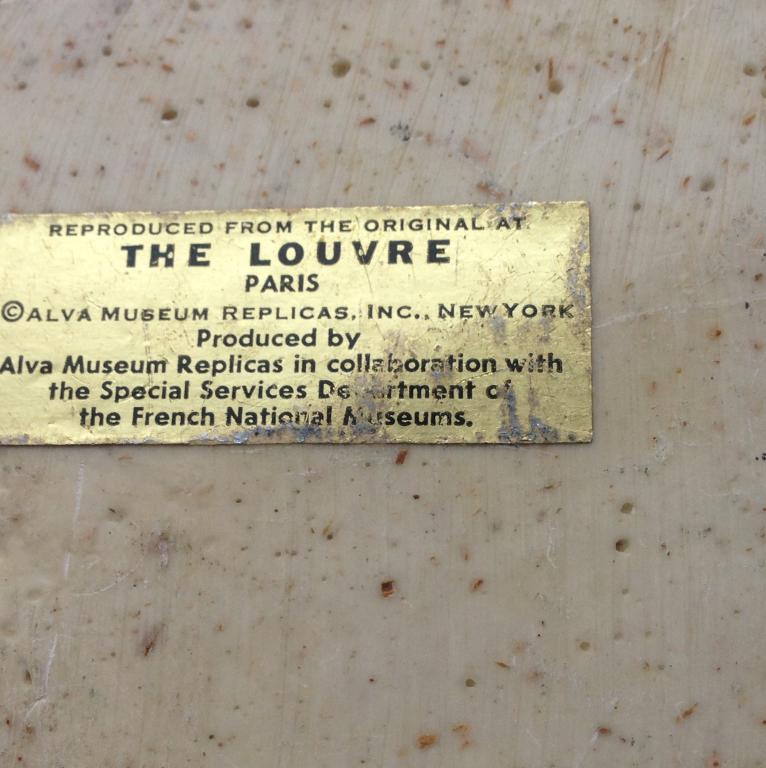 REPRODUCED FROM THE ORIGINAL AT
THE LOUVRE
PARIS
©ALVA MUSEUM REPLICAS, INC., NEW YORK
Produced by
Alva Museum Replicas in collaboration with
the Special Services Department of
the French National Museums.